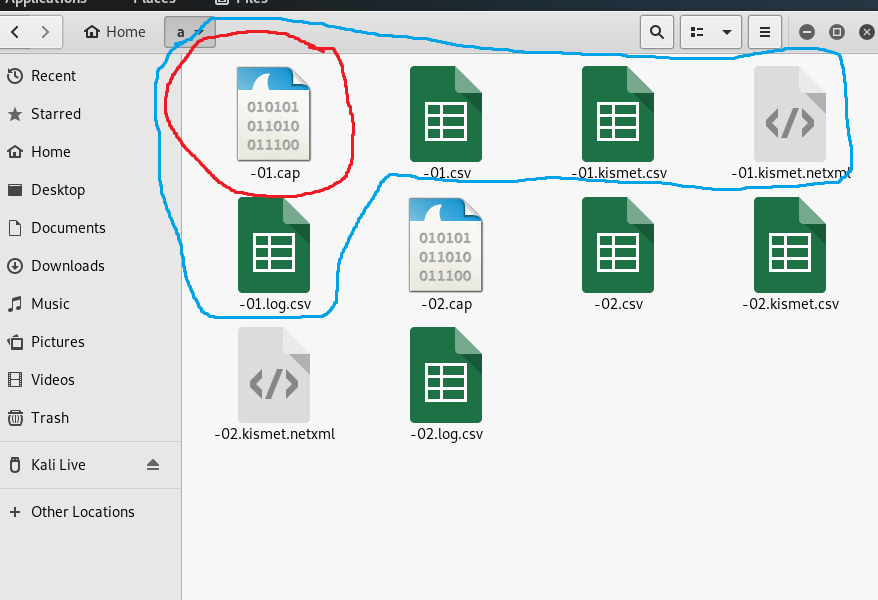 Applications Places Files
Home a
Recent
Starred
Home
Desktop
Documents
Downloads
Music
Pictures
Videos
Trash
Kali Live
+ Other Locations
010101
011010
011100
-01.cap
-01.csv
-01.kismet.csv
</>
-01.kismet.netxml
-01.log.csv
010101
011010
011100
-02.cap
-02.csv
-02.kismet.csv
</>
-02.kismet.netxml
-02.log.csv